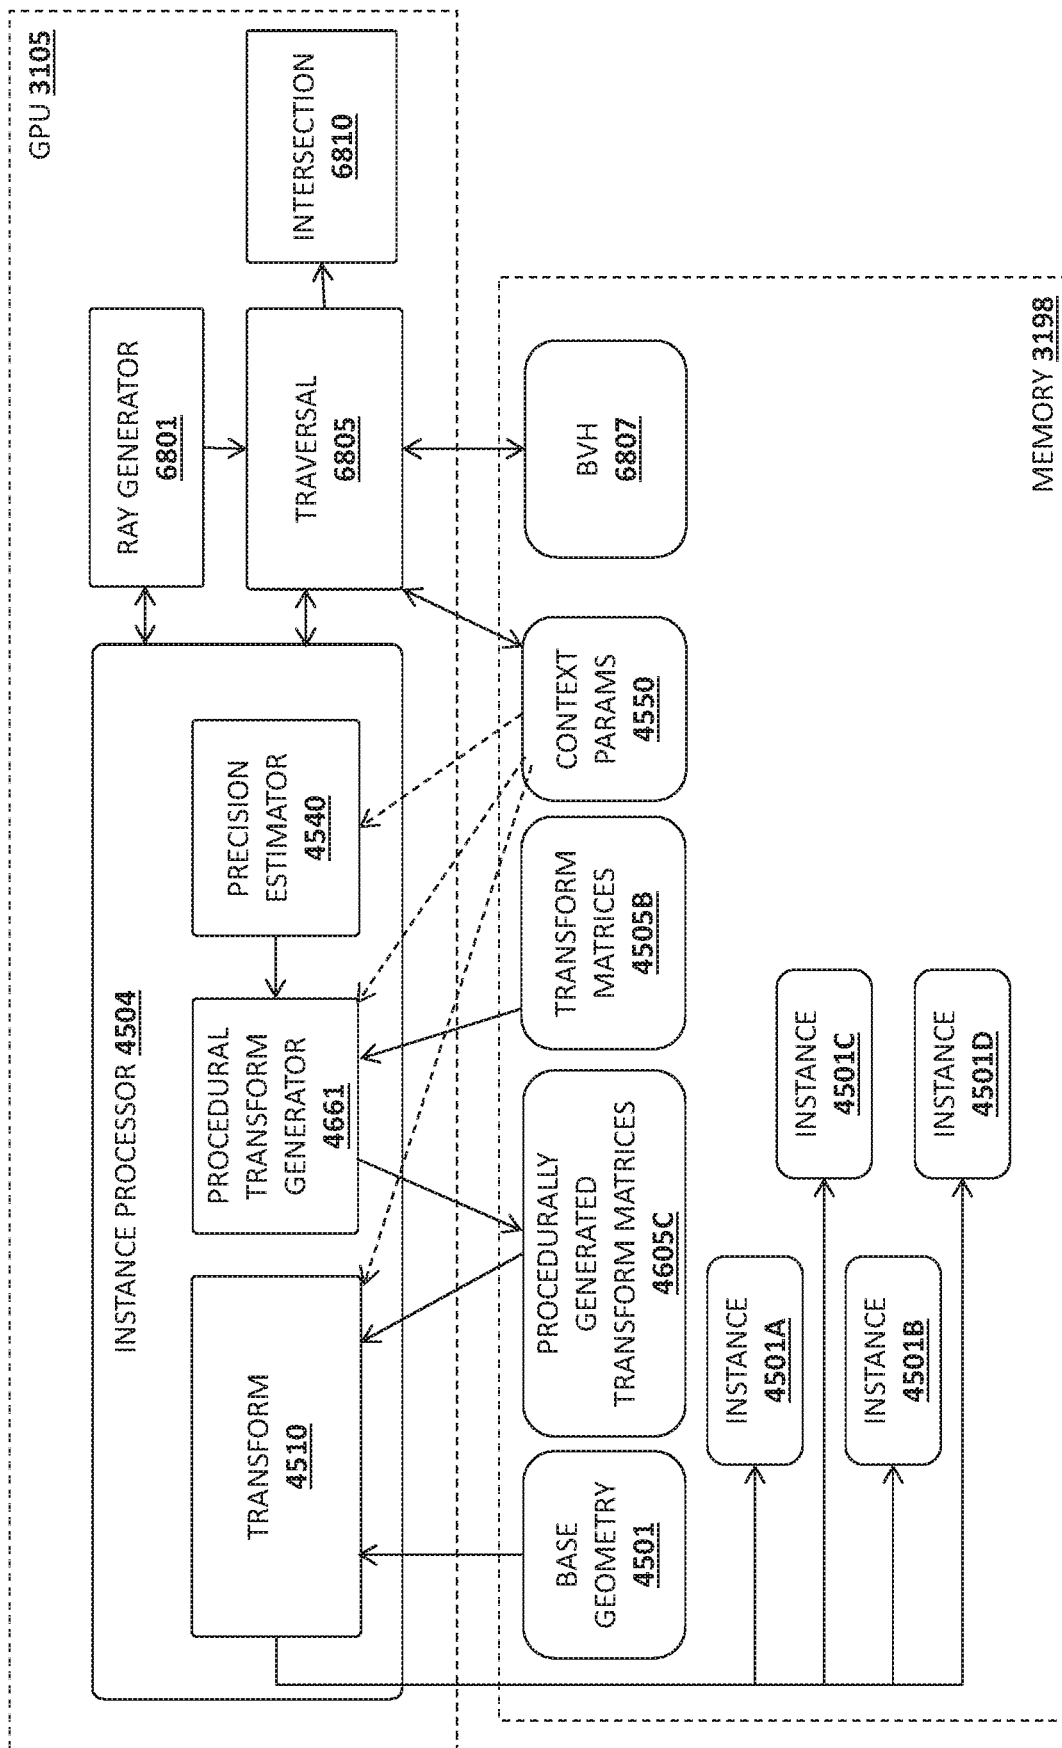 GPU 3105
INSTANCE PROCESSOR 4504
TRANSFORM
4510
PROCEDURAL
TRANSFORM
GENERATOR
4661
PRECISION
ESTIMATOR
4540
RAY GENERATOR
6801
TRAVERSAL
6805
INTERSECTION
6810
BASE
GEOMETRY
4501
PROCEDURALLY
GENERATED
TRANSFORM MATRICES
4605C
TRANSFORM
MATRICES
4505B
CONTEXT
PARAMS
4550
BVH
6807
INSTANCE
4501A
INSTANCE
4501C
INSTANCE
4501B
INSTANCE
4501D
MEMORY 3198